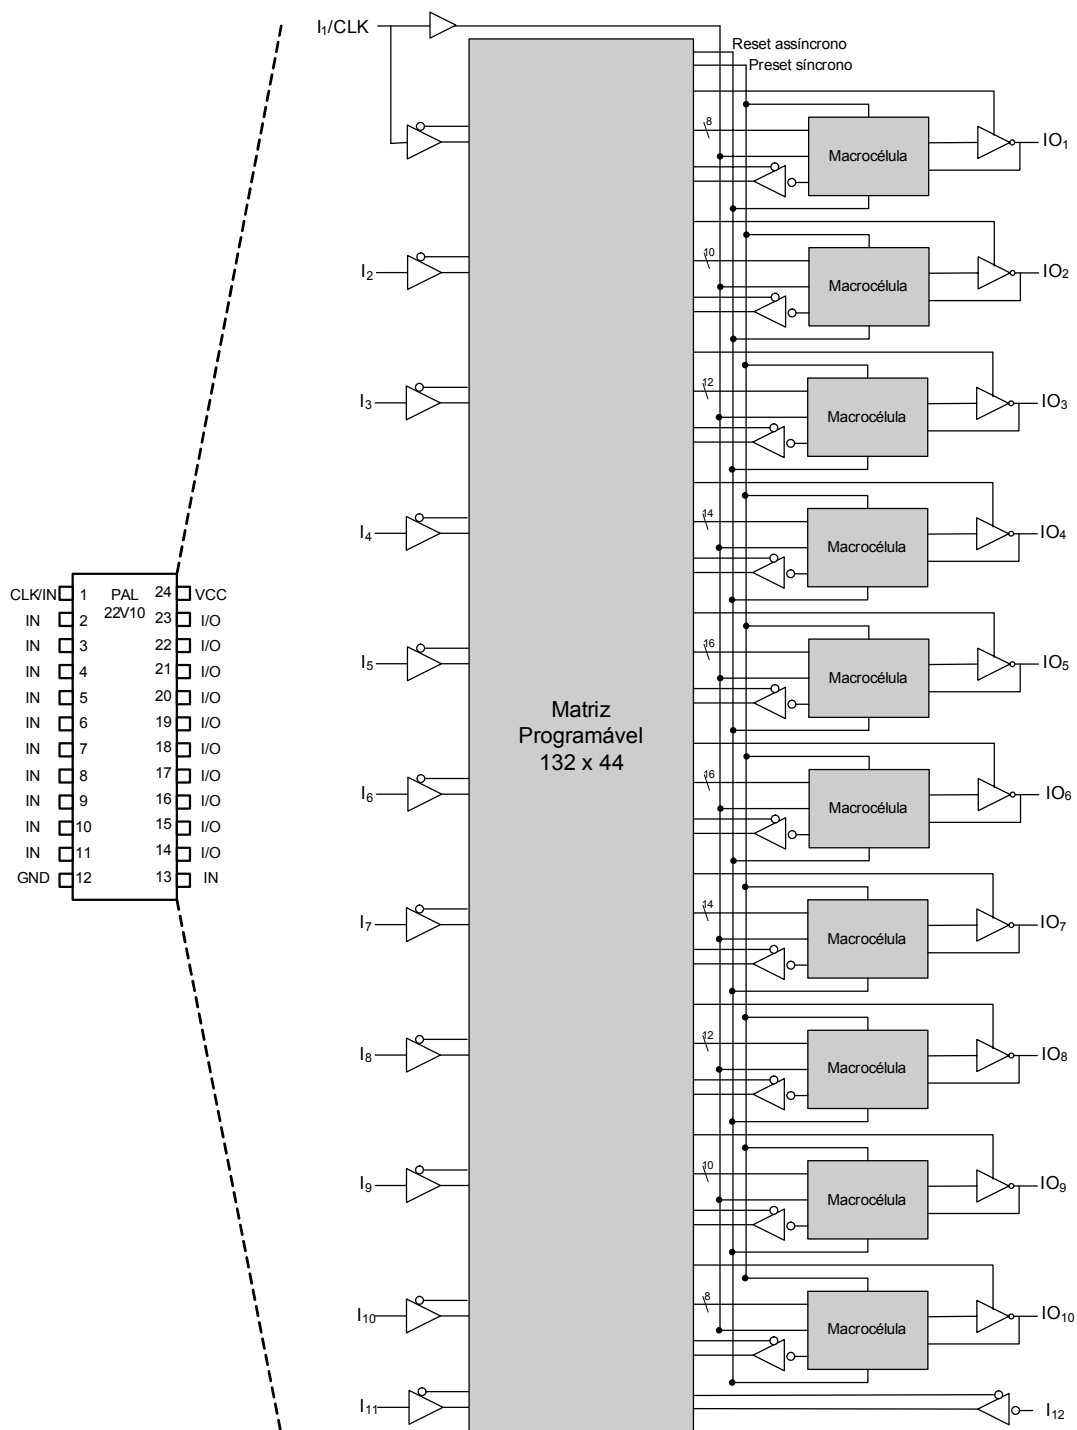 I1/CLK
Reset assíncrono
Preset síncrono
8
Macrocélula
IO1
I2
10
Macrocélula
IO2
I3
12
Macrocélula
IO3
I4
14
Macrocélula
IO4
CLK/IN 1 PAL 24 VCC
22V10
IN 2 23 I/O
IN 3 22 I/O
IN 4 21 I/O
IN 5 20 I/O
IN 6 19 I/O
IN 7 18 I/O
IN 8 17 I/O
IN 9 16 I/O
IN 10 15 I/O
IN 11 14 I/O
GND 12 13 IN
I5
16
Macrocélula
IO5
Matriz
Programável
132 x 44
I6
16
Macrocélula
IO6
I7
14
Macrocélula
IO7
I8
12
Macrocélula
IO8
I9
10
Macrocélula
IO9
I10
8
Macrocélula
IO10
I11
I12